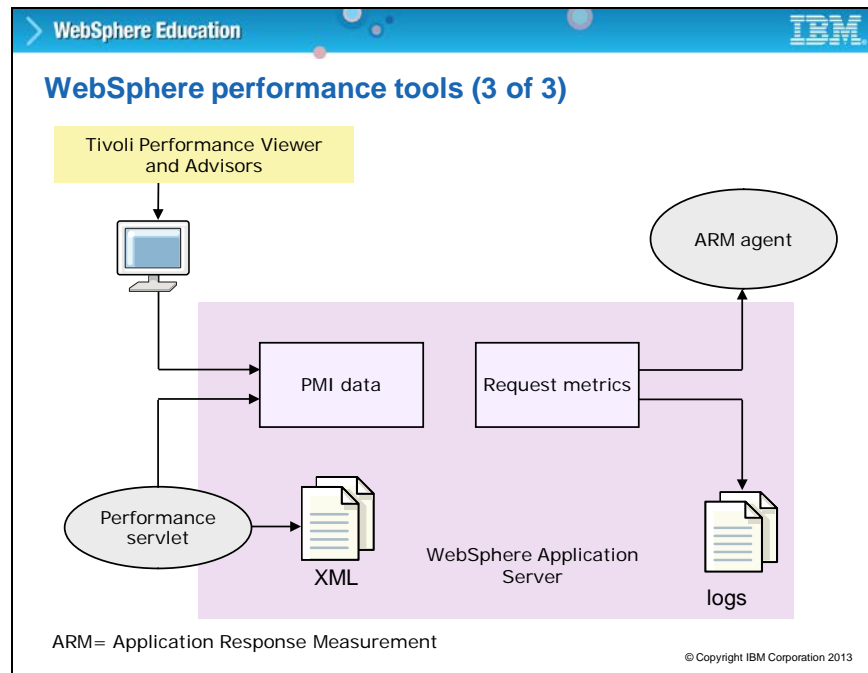 WebSphere Education
IBM
WebSphere performance tools (3 of 3)
Tivoli Performance Viewer
and Advisors
ARM agent
PMI data
Request metrics
Performance
servlet
XML
WebSphere Application
Server
logs
ARM= Application Response Measurement
© Copyright IBM Corporation 2013